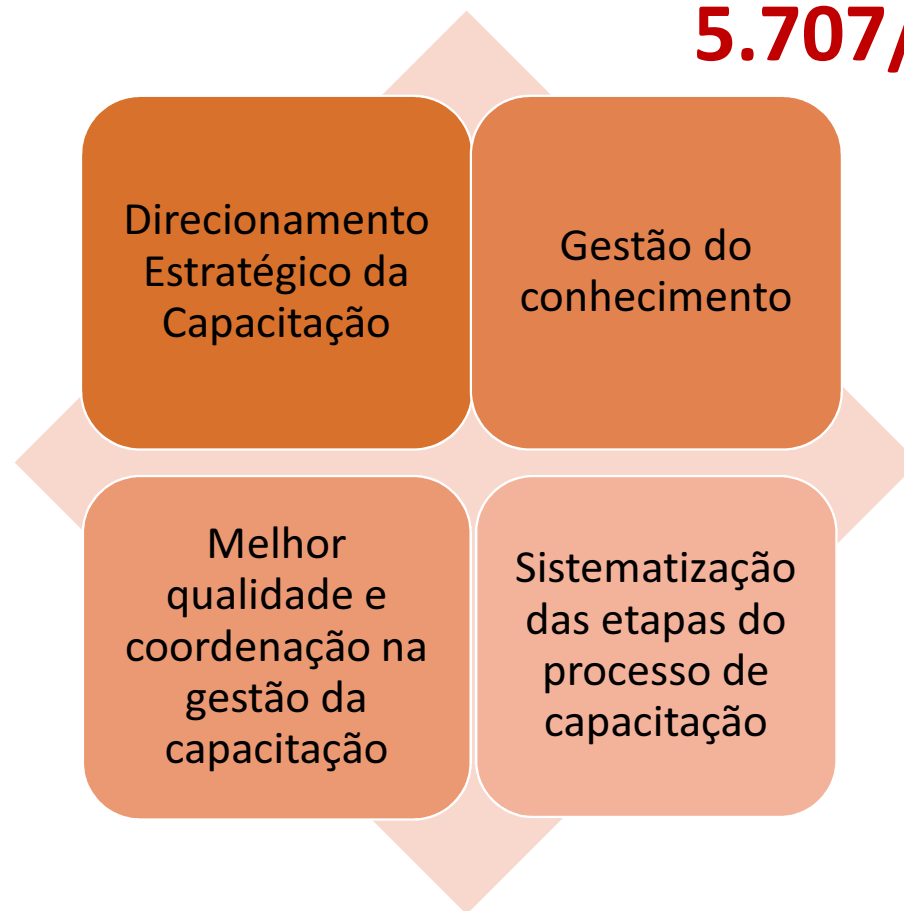 5.707/
Direcionamento
Estratégico da
Capacitação
Gestão do
conhecimento
Melhor
qualidade e
coordenação na
gestão da
capacitação
Sistematização
das etapas do
processo de
capacitação